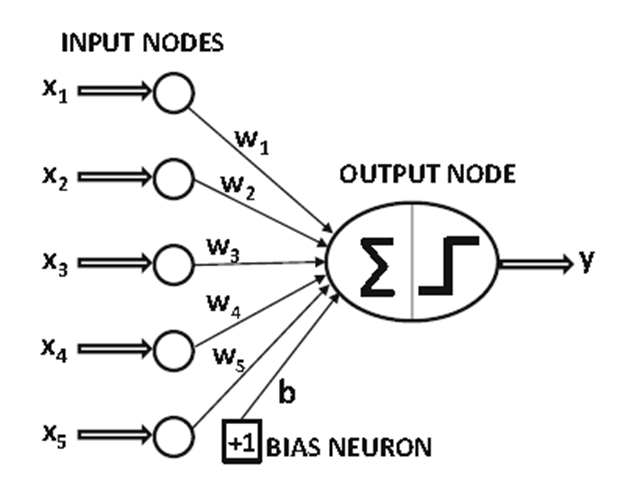 INPUT NODES
x1
w1
x2
w2
OUTPUT NODE
x3
w3
Σ
y
x4
w4
w5
x5
b
+1
BIAS NEURON